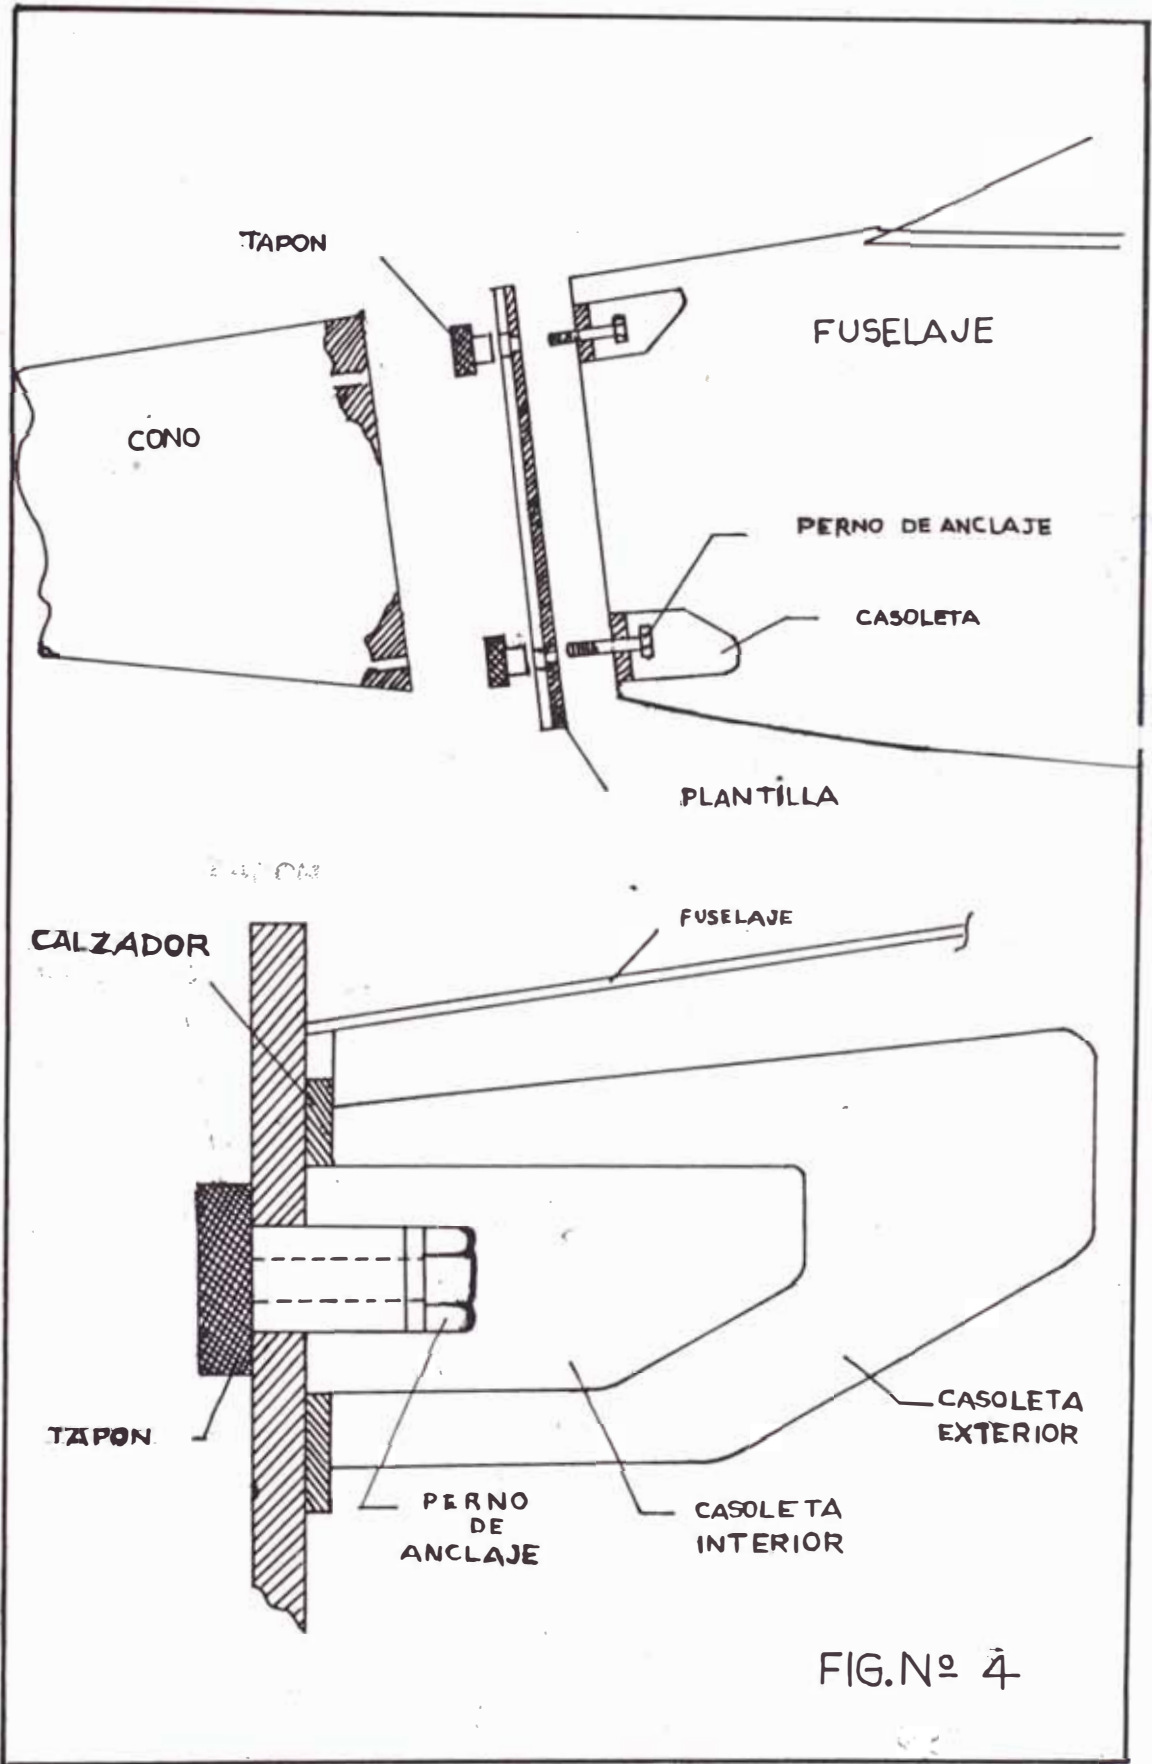 TAPON
FUSELAJE
CONO
PERNO DE ANCLAJE
CASOLETA
PLANTILLA
FUSELAJE
CALZADOR
CASOLETA
EXTERIOR
TAPON
PERNO
DE
ANCLAJE
CASOLETA
INTERIOR
FIG. Nº 4